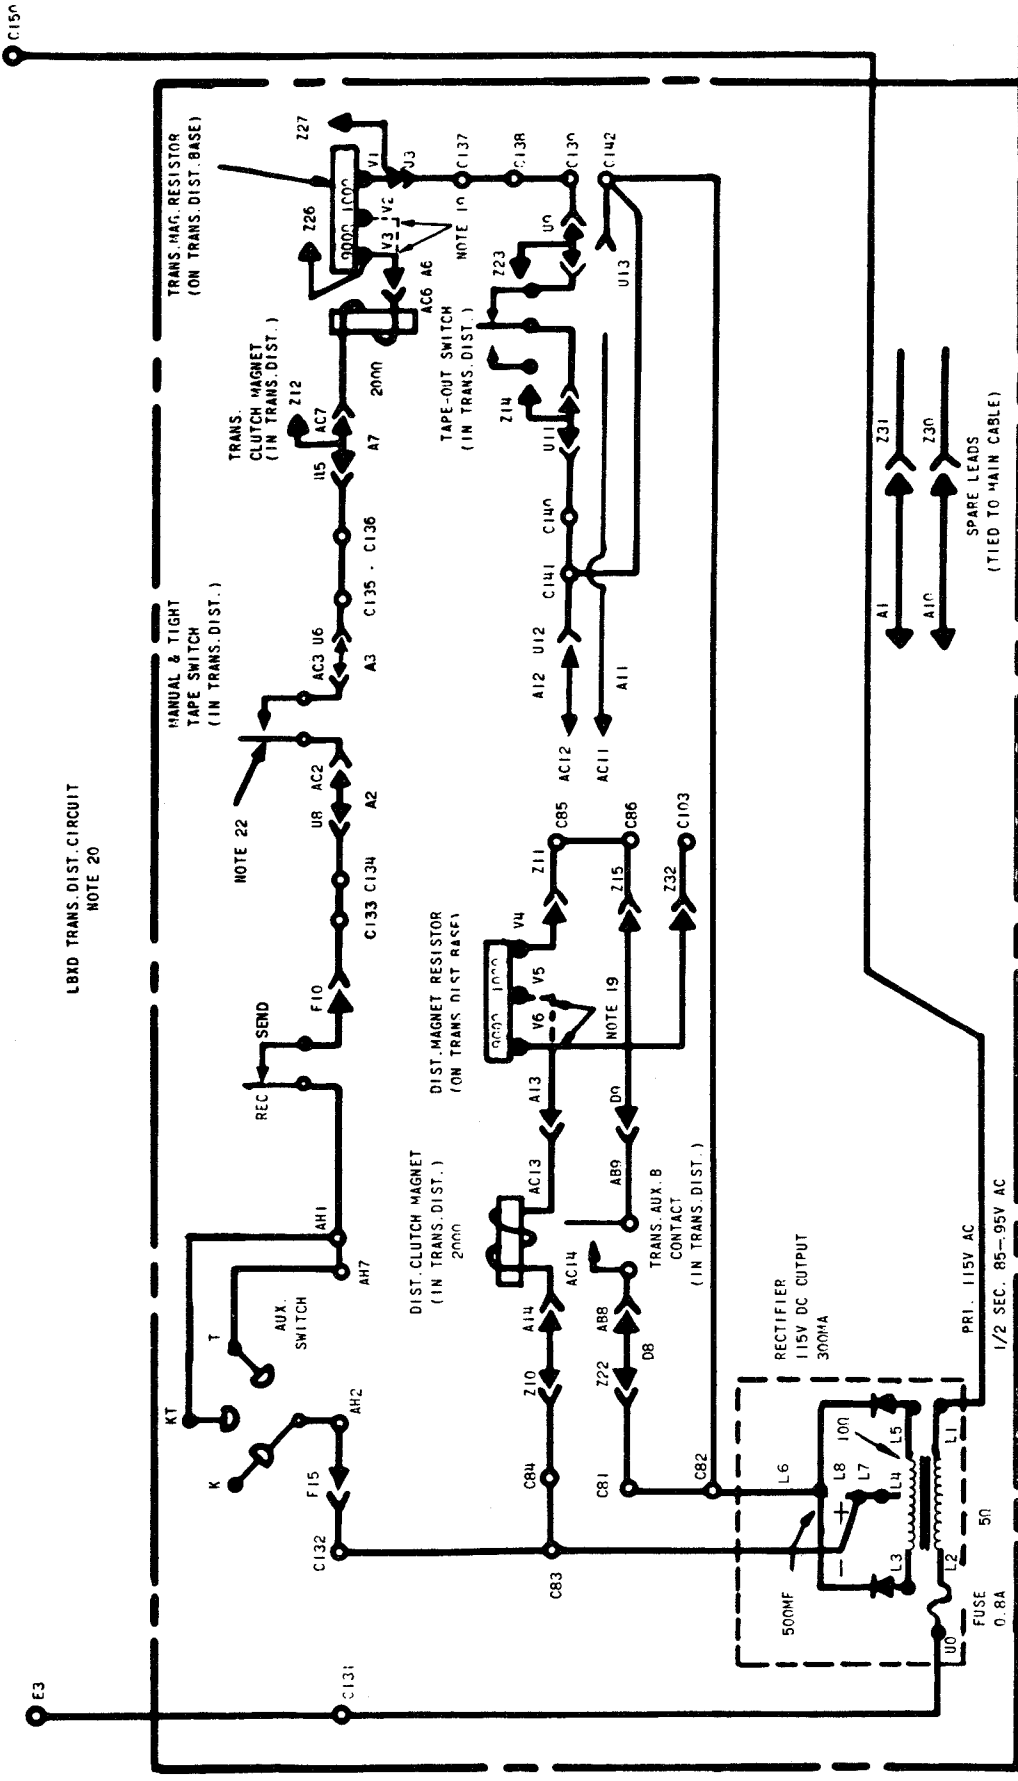 LBXD TRANS.DIST.CIRCUIT
NOTE 20
E3
C131
C150
K
KT
T
AUX.
SWITCH
AH2
AH7
AH1
F15
C132
REC
SEND
F10
C133 C134
U8
AC2
A2
NOTE 22
MANUAL & TIGHT
TAPE SWITCH
(IN TRANS.DIST.)
AC3 U6
A3
C135 - C136
A7
AC7
Z12
TRANS.
CLUTCH MAGNET
(IN TRANS.DIST.)
2000
AC6 A6
TRANS.MAG.RESISTOR
(ON TRANS.DIST.BASE)
Z26
Z27
9000 1000
V3
V2
V1
U3
NOTE 19
C137
C138
C139
C142
U9
U13
Z23
TAPE-OUT SWITCH
(IN TRANS.DIST.)
Z14
U11
C140
C141
A12 U12
AC12
AC11
A11
DIST.CLUTCH MAGNET
(IN TRANS.DIST.)
2000
C83
C84
Z10
A14
AC14
AC13
A13
DIST.MAGNET RESISTOR
(ON TRANS DIST BASE)
9000 1000
V6
V5
V4
NOTE 19
Z11
C85
Z15
C86
Z32
C103
C81
Z22
AB8
D8
TRANS.AUX.B
CONTACT
(IN TRANS.DIST.)
AB9
D9
C82
RECTIFIER
115V DC OUTPUT
300MA
500MF
L6
L8
L7
L4
+
-
L3
L5
10Ω
L2
L1
5Ω
U0
FUSE
0.8A
PRI. 115V AC
1/2 SEC. 85-.95V AC
A1
Z31
A10
Z30
SPARE LEADS
(TIED TO MAIN CABLE)